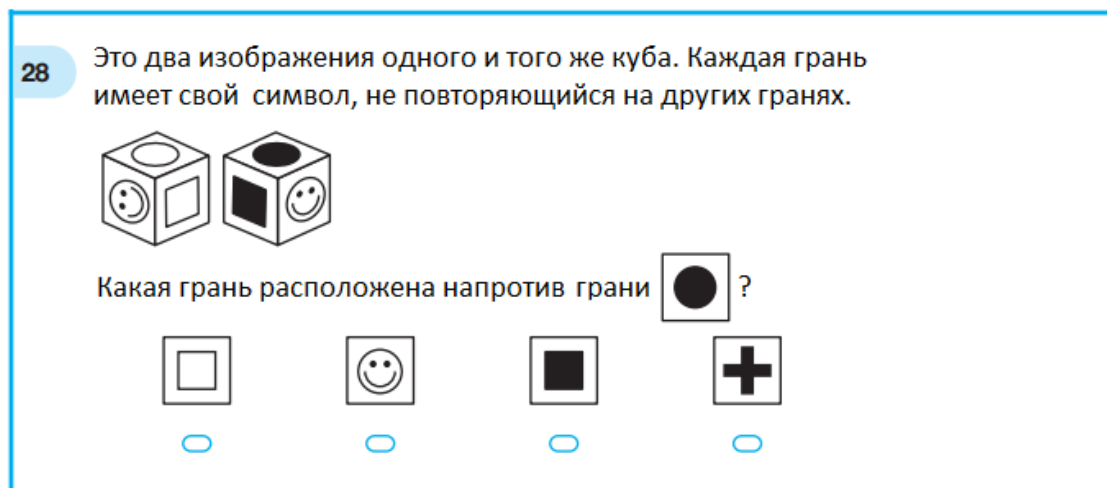 28
Это два изображения одного и того же куба. Каждая грань
имеет свой символ, не повторяющийся на других гранях.
Какая грань расположена напротив грани ?